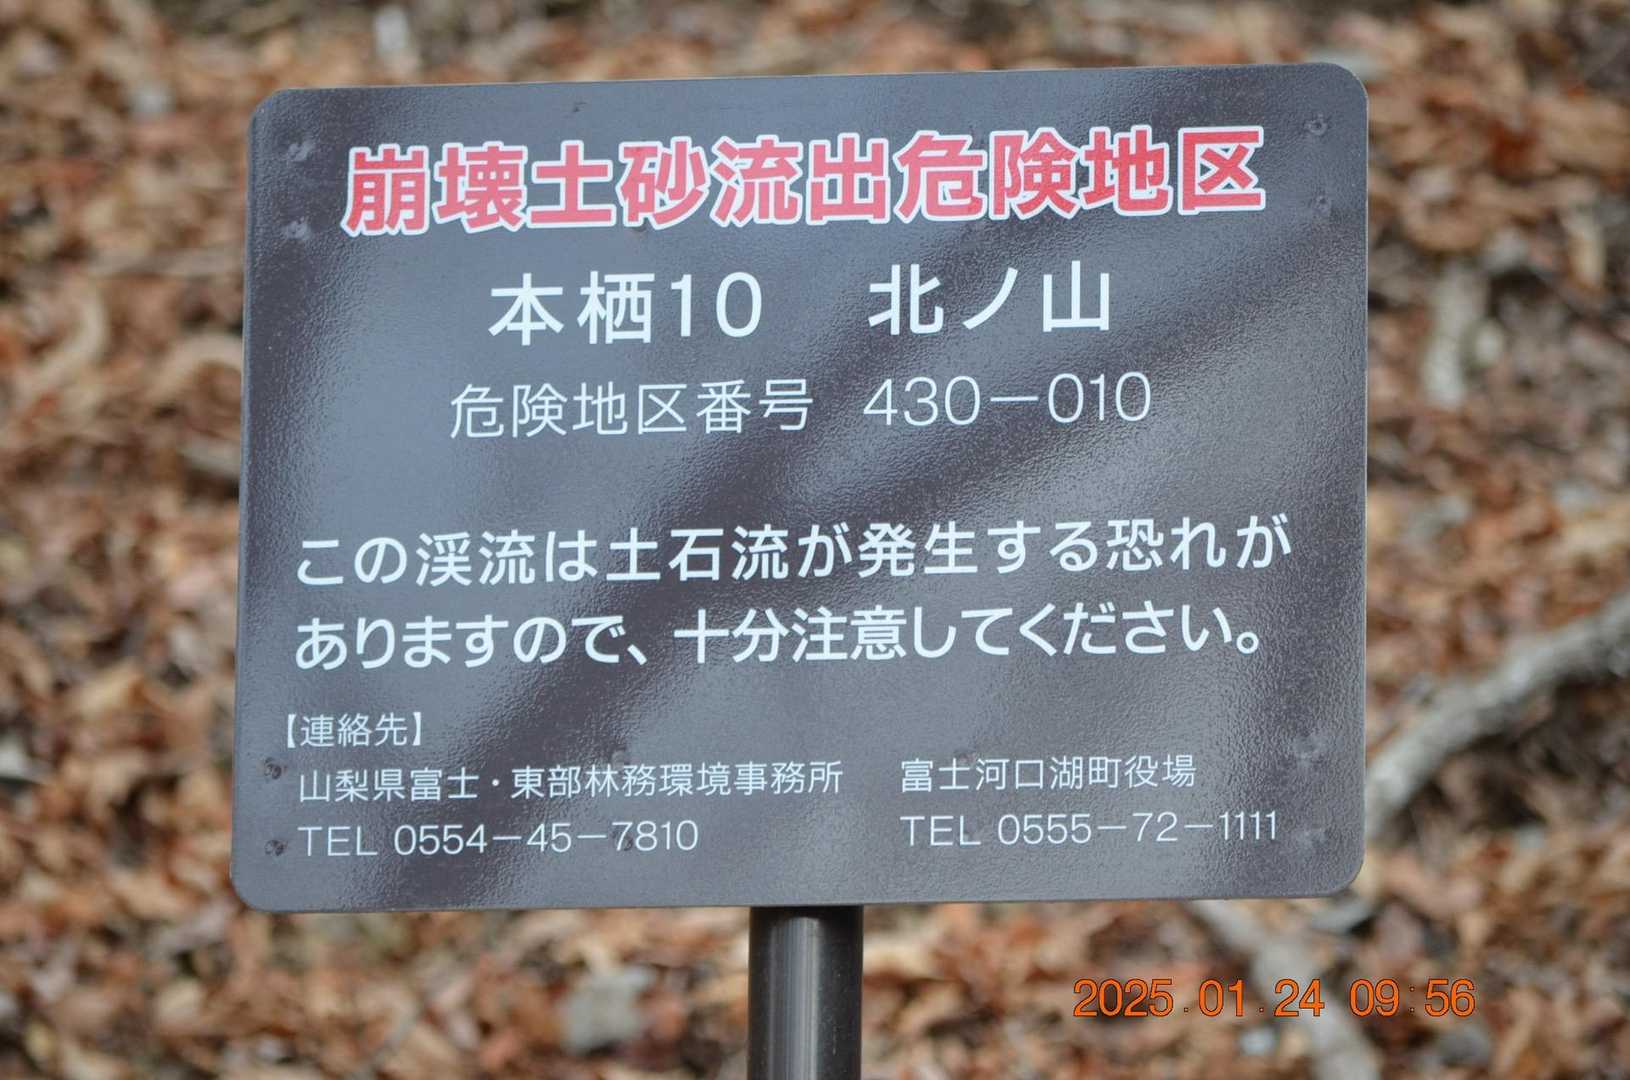 崩壊土砂流出危険地区
本栖10　北ノ山
危険地区番号　430－010
この渓流は土石流が発生する恐れが
ありますので、十分注意してください。
【連絡先】
山梨県富士・東部林務環境事務所　富士河口湖町役場
TEL 0554－45－7810　TEL 0555－72－1111
2025.01.24 09:56